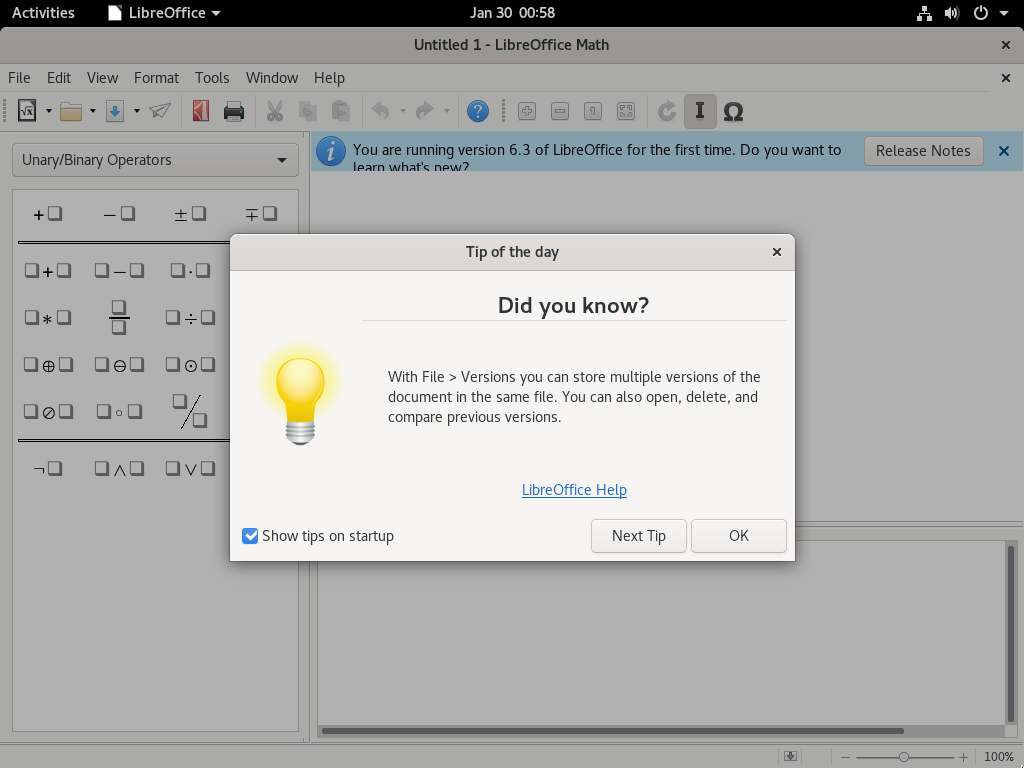 Activities
LibreOffice
Jan 30 00:58
Untitled 1 - LibreOffice Math
File Edit View Format Tools Window Help
Unary/Binary Operators
You are running version 6.3 of LibreOffice for the first time. Do you want to
learn what's new?
Release Notes
Tip of the day
Did you know?
With File > Versions you can store multiple versions of the
document in the same file. You can also open, delete, and
compare previous versions.
LibreOffice Help
Show tips on startup
Next Tip
OK
100%